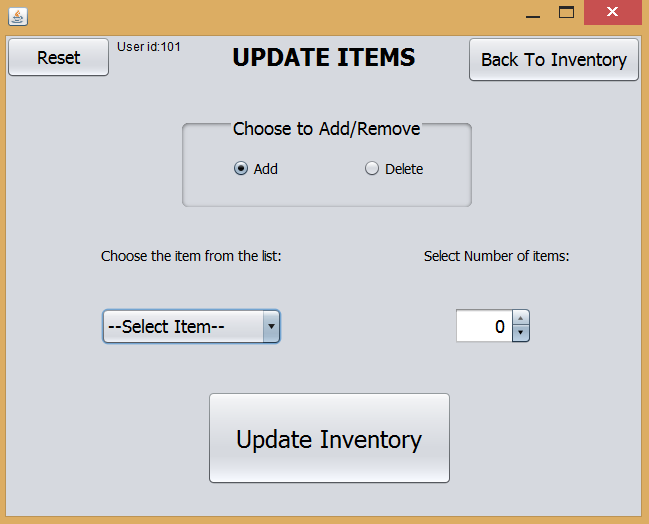 Reset
User id:101
UPDATE ITEMS
Back To Inventory
Choose to Add/Remove
Add
Delete
Choose the item from the list:
Select Number of items:
--Select Item--
0
Update Inventory